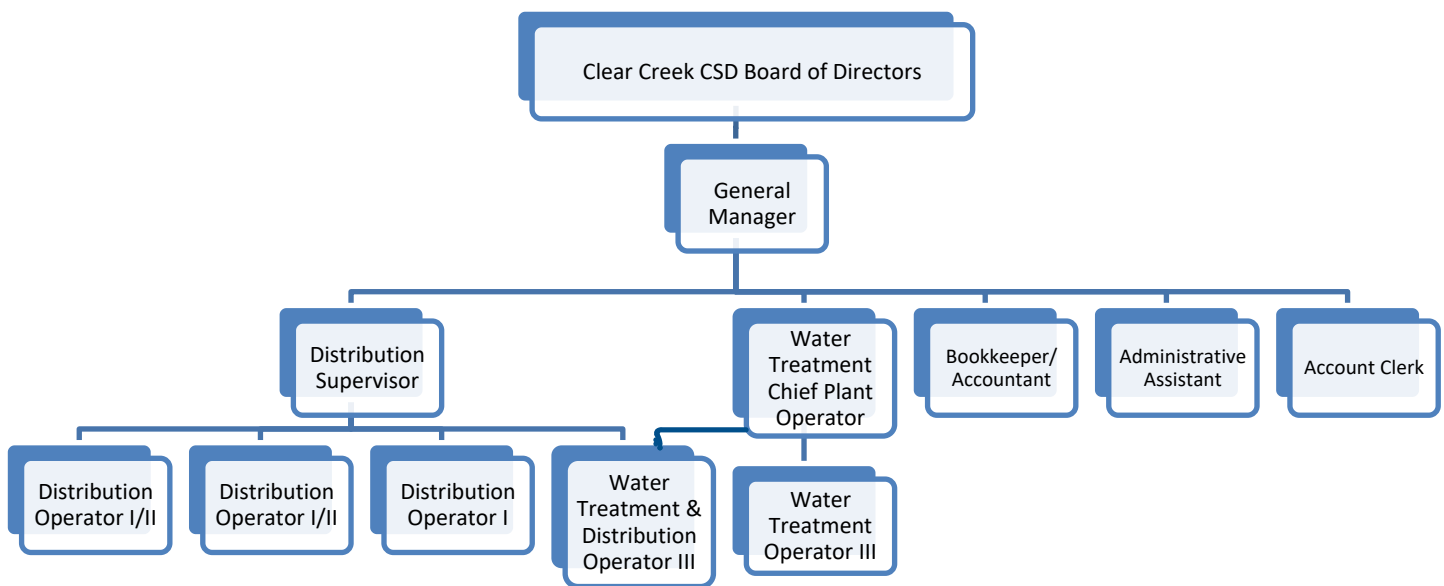 Clear Creek CSD Board of Directors
General
Manager
Distribution
Supervisor
Water
Treatment
Chief Plant
Operator
Bookkeeper/
Accountant
Administrative
Assistant
Account Clerk
Distribution
Operator I/II
Distribution
Operator I/II
Distribution
Operator I
Water
Treatment &
Distribution
Operator III
Water
Treatment
Operator III